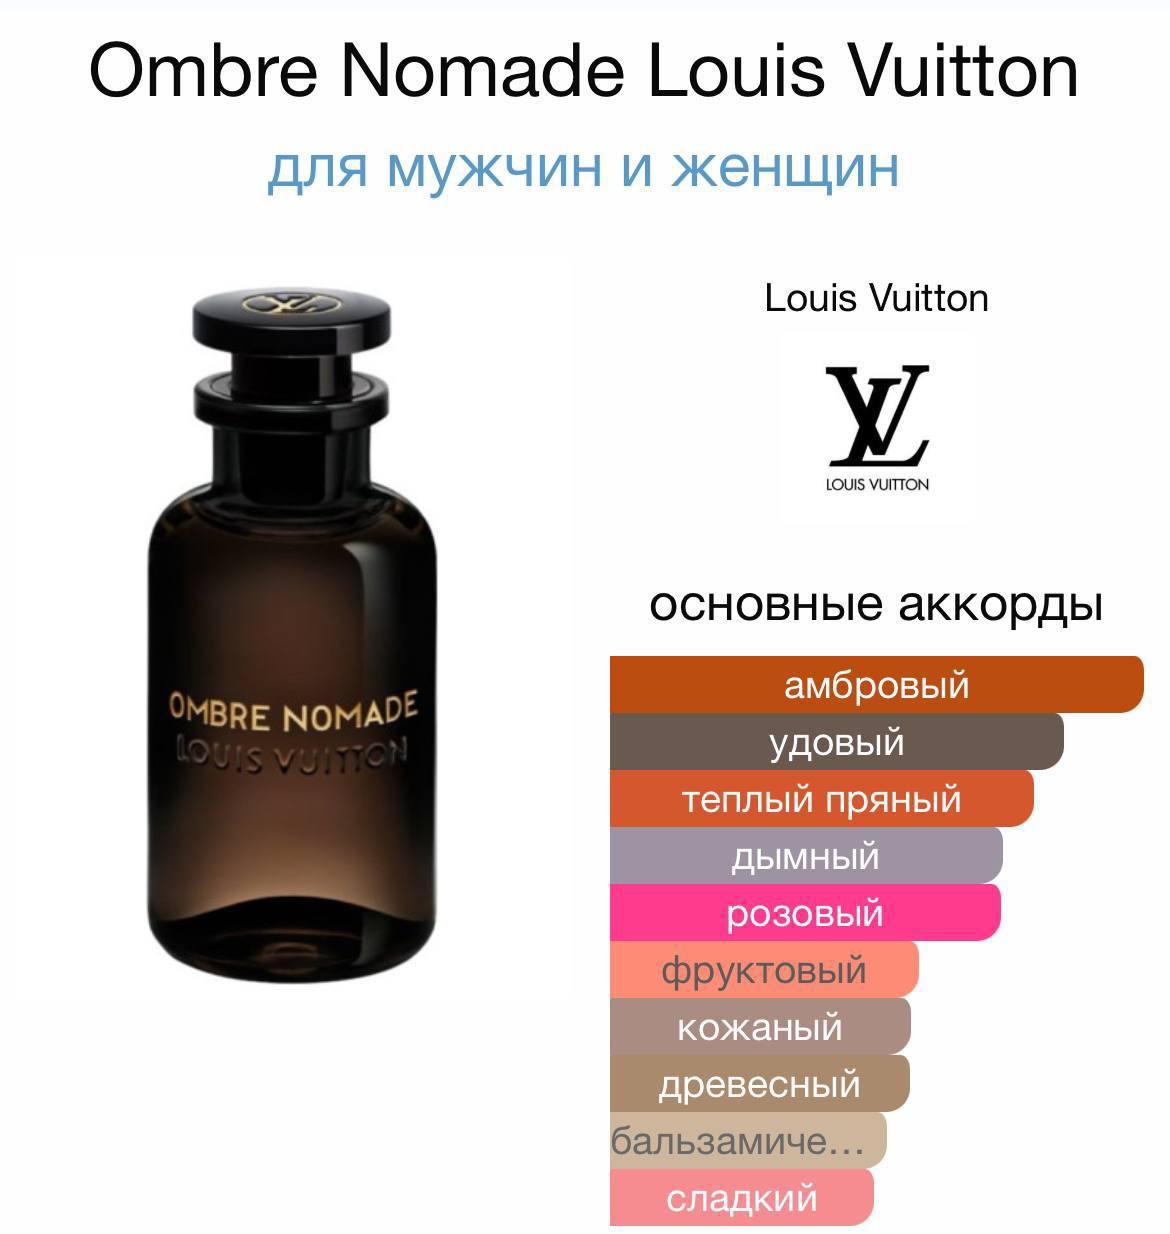 Ombre Nomade Louis Vuitton
для мужчин и женщин
OMBRE NOMADE
LOUIS VUITTON
Louis Vuitton
LV
LOUIS VUITTON
основные аккорды
амбровый
удовый
теплый пряный
дымный
розовый
фруктовый
кожаный
древесный
бальзамиче...
сладкий